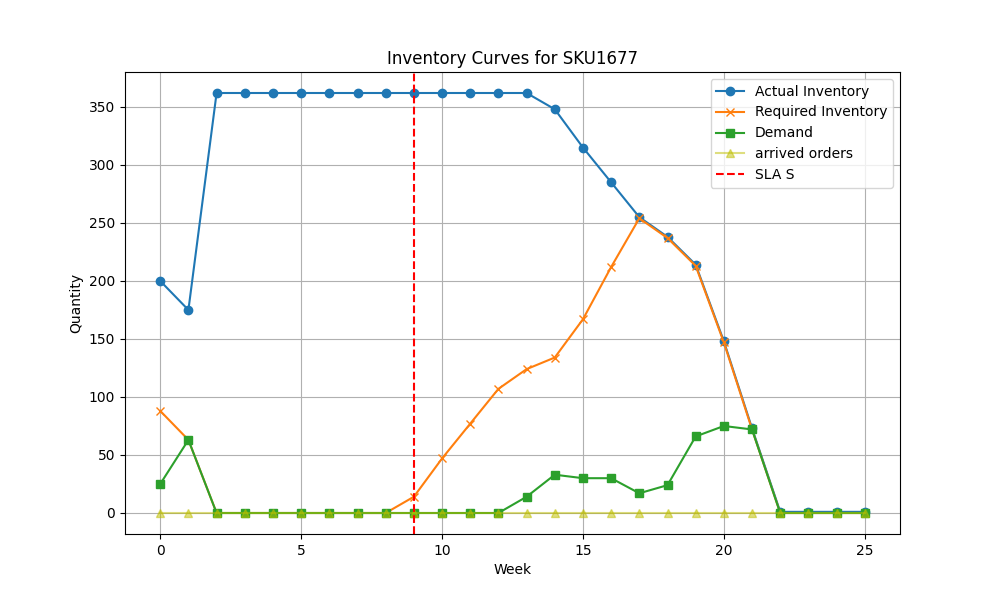 Inventory Curves for SKU1677
Actual Inventory
Required Inventory
Demand
arrived orders
SLA S
Quantity
350
300
250
200
150
100
50
0
0 5 10 15 20 25
Week